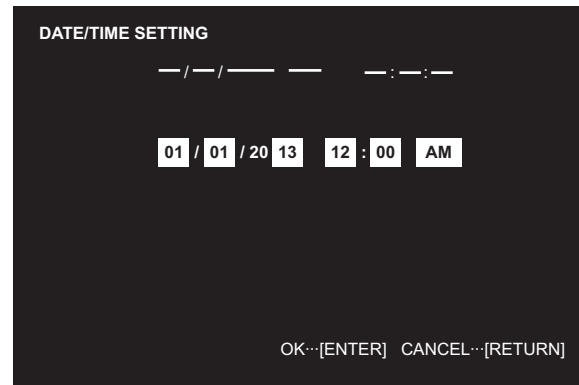 DATE/TIME SETTING
—/—/—— —— —:—:—
01 / 01 / 20 13 12 : 00 AM
OK···[ENTER] CANCEL···[RETURN]